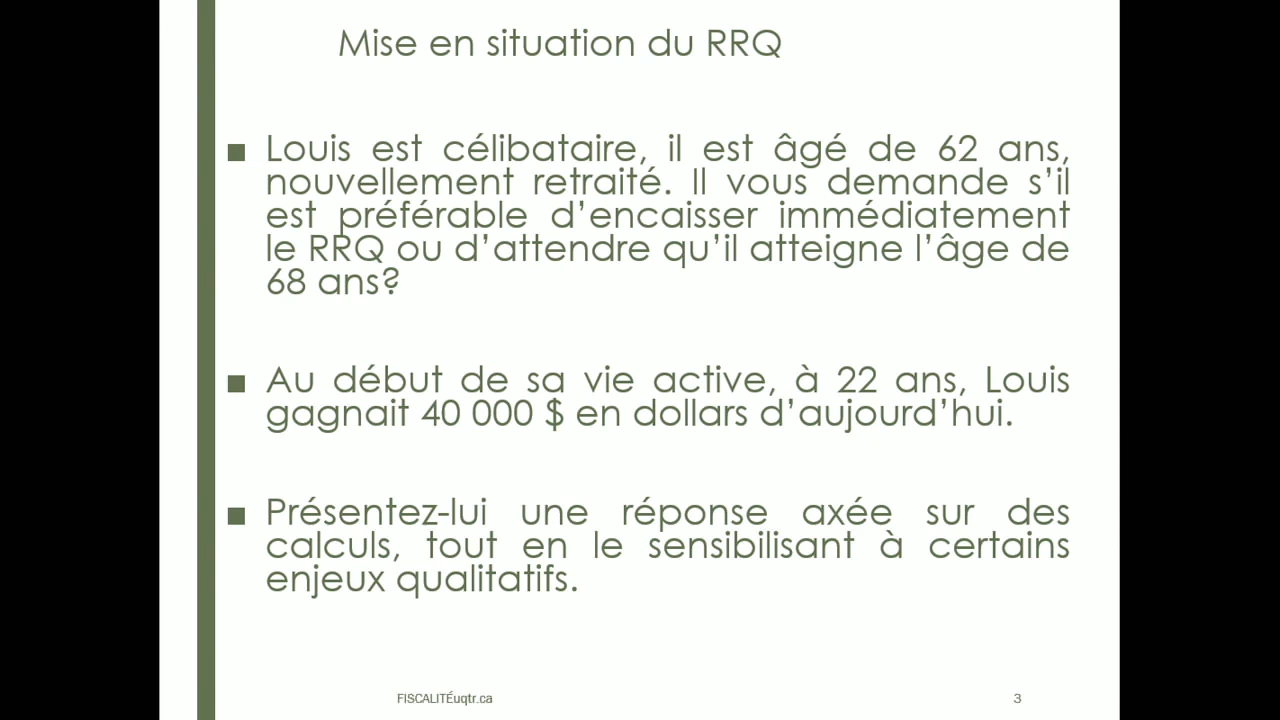 Mise en situation du RRQ
■ Louis est célibataire, il est âgé de 62 ans,
nouvellement retraité. Il vous demande s’il
est préférable d’encaisser immédiatement
le RRQ ou d’attendre qu’il atteigne l’âge de
68 ans?
■ Au début de sa vie active, à 22 ans, Louis
gagnait 40 000 $ en dollars d’aujourd’hui.
■ Présentez-lui une réponse axée sur des
calculs, tout en le sensibilisant à certains
enjeux qualitatifs.
FISCALITÉuqtr.ca
3